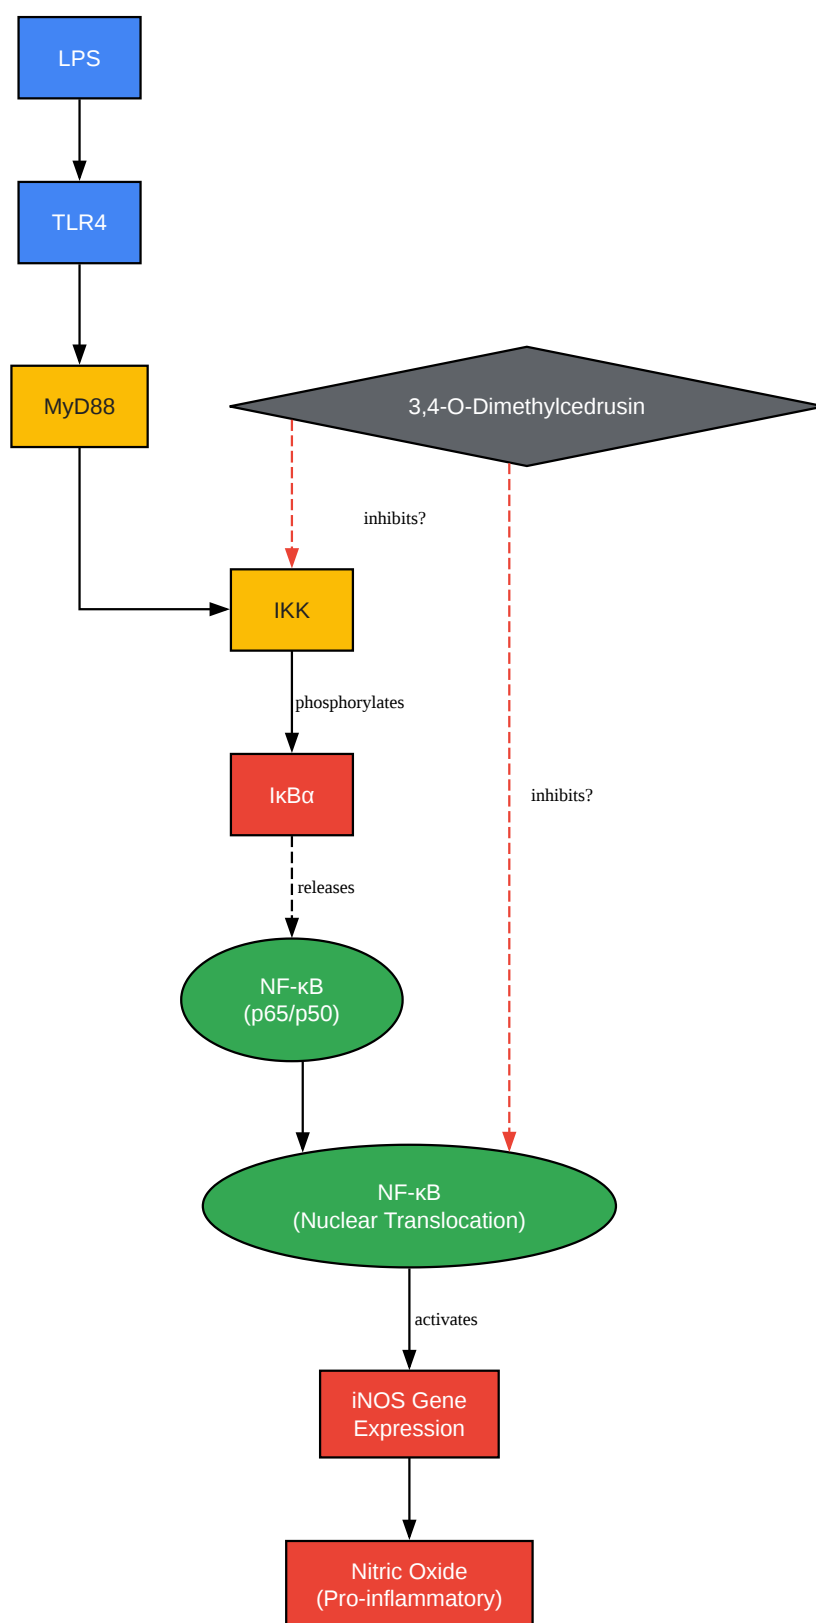 LPS
TLR4
MyD88
3,4-O-Dimethylcedrusin
inhibits?
IKK
phosphorylates
IκBα
inhibits?
releases
NF-κB
(p65/p50)
NF-κB
(Nuclear Translocation)
activates
iNOS Gene
Expression
Nitric Oxide
(Pro-inflammatory)